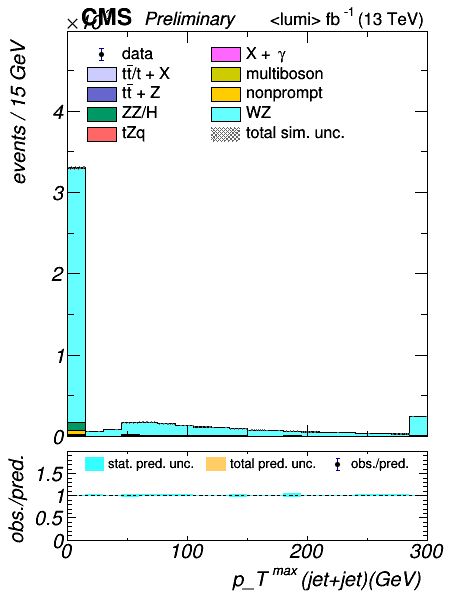 ×10 CMS Preliminary <lumi> fb⁻¹ (13 TeV)
events / 15 GeV
data
tt̄/t + X
tt̄ + Z
ZZ/H
tZq
X + γ
multiboson
nonprompt
WZ
total sim. unc.
4
3
2
1
0
obs./pred.
stat. pred. unc. total pred. unc. obs./pred.
1.5
1
0.5
0
0 100 200 300
p_T^max (jet+jet)(GeV)